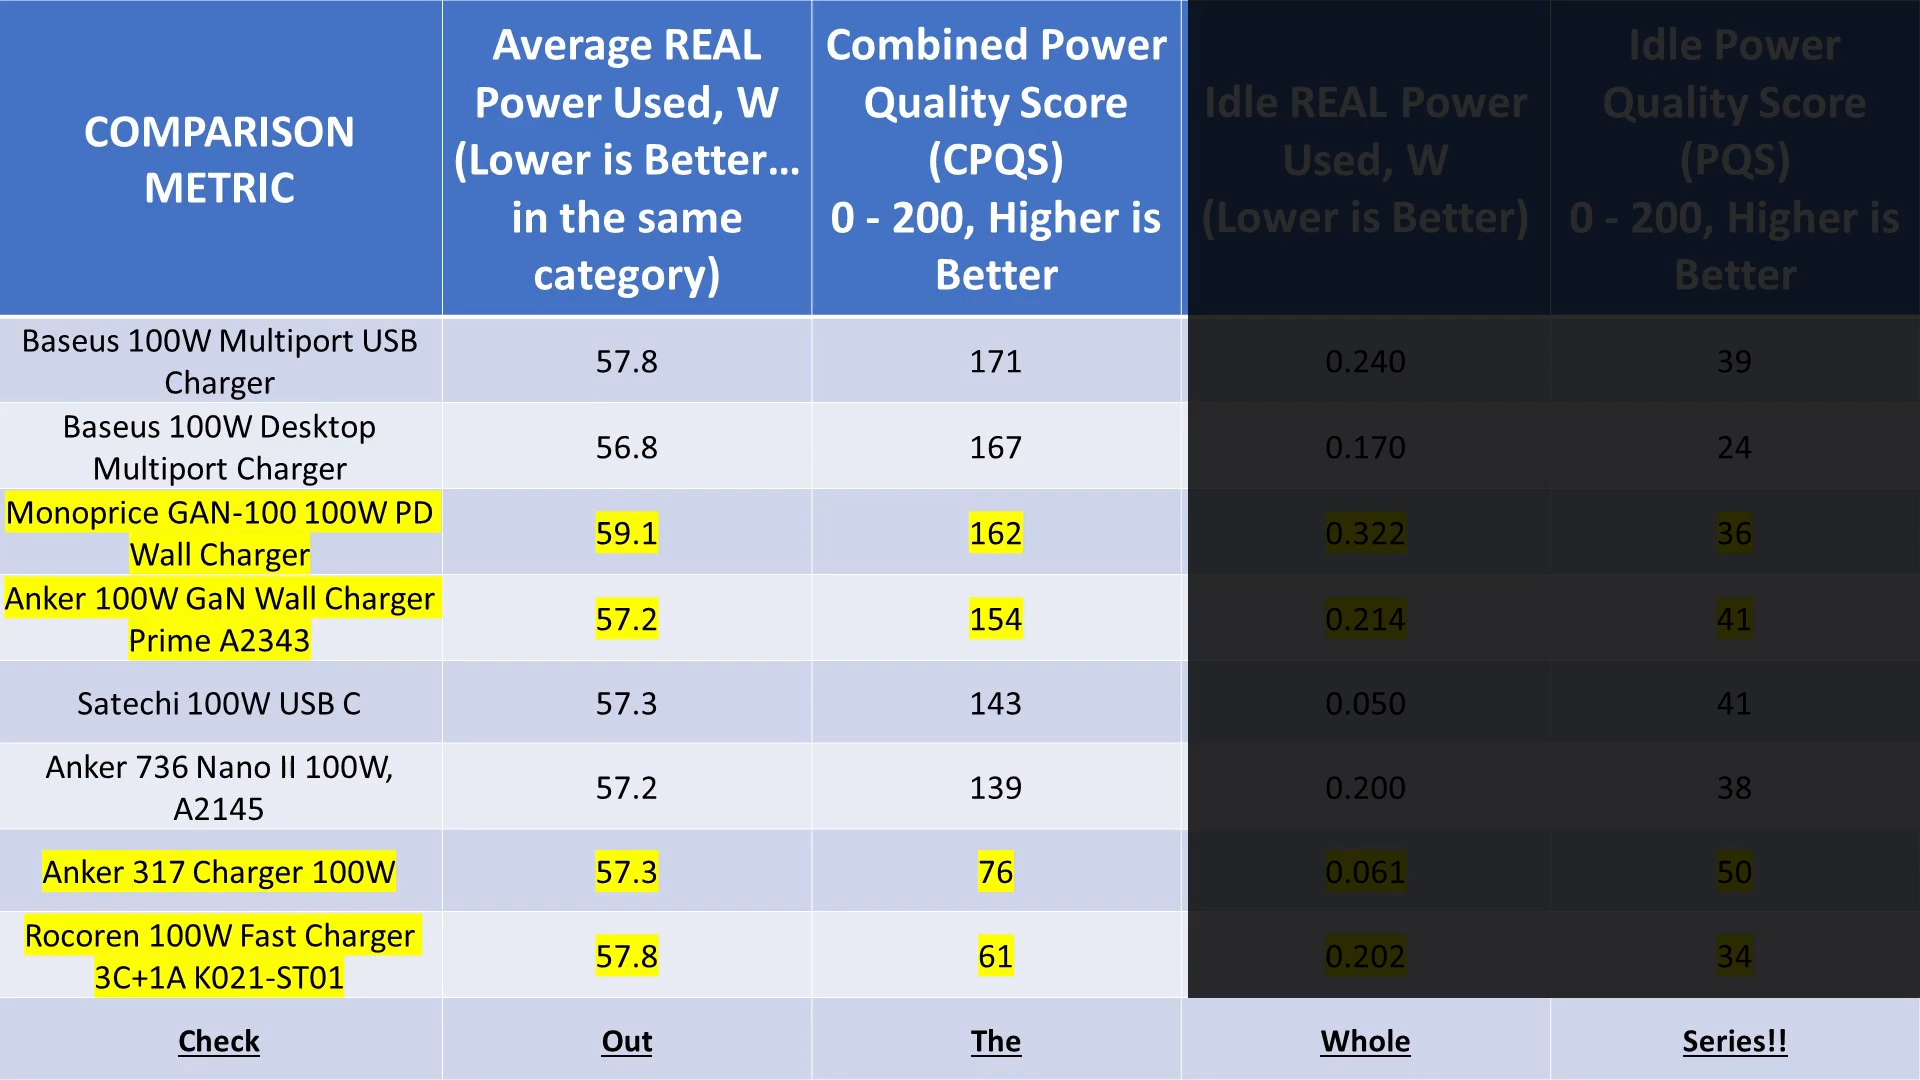 COMPARISON
METRIC
Average REAL
Power Used, W
(Lower is Better...
in the same
category)
Combined Power
Quality Score
(CPQS)
0 - 200, Higher is
Better
Idle REAL Power
Used, W
(Lower is Better)
Idle Power
Quality Score
(PQS)
0 - 200, Higher is
Better
Baseus 100W Multiport USB
Charger
57.8
171
0.240
39
Baseus 100W Desktop
Multiport Charger
56.8
167
0.170
24
Monoprice GAN-100 100W PD
Wall Charger
59.1
162
0.322
36
Anker 100W GaN Wall Charger
Prime A2343
57.2
154
0.214
41
Satechi 100W USB C
57.3
143
0.050
41
Anker 736 Nano II 100W,
A2145
57.2
139
0.200
38
Anker 317 Charger 100W
57.3
76
0.061
50
Rocoren 100W Fast Charger
3C+1A K021-ST01
57.8
61
0.202
34
Check
Out
The
Whole
Series!!